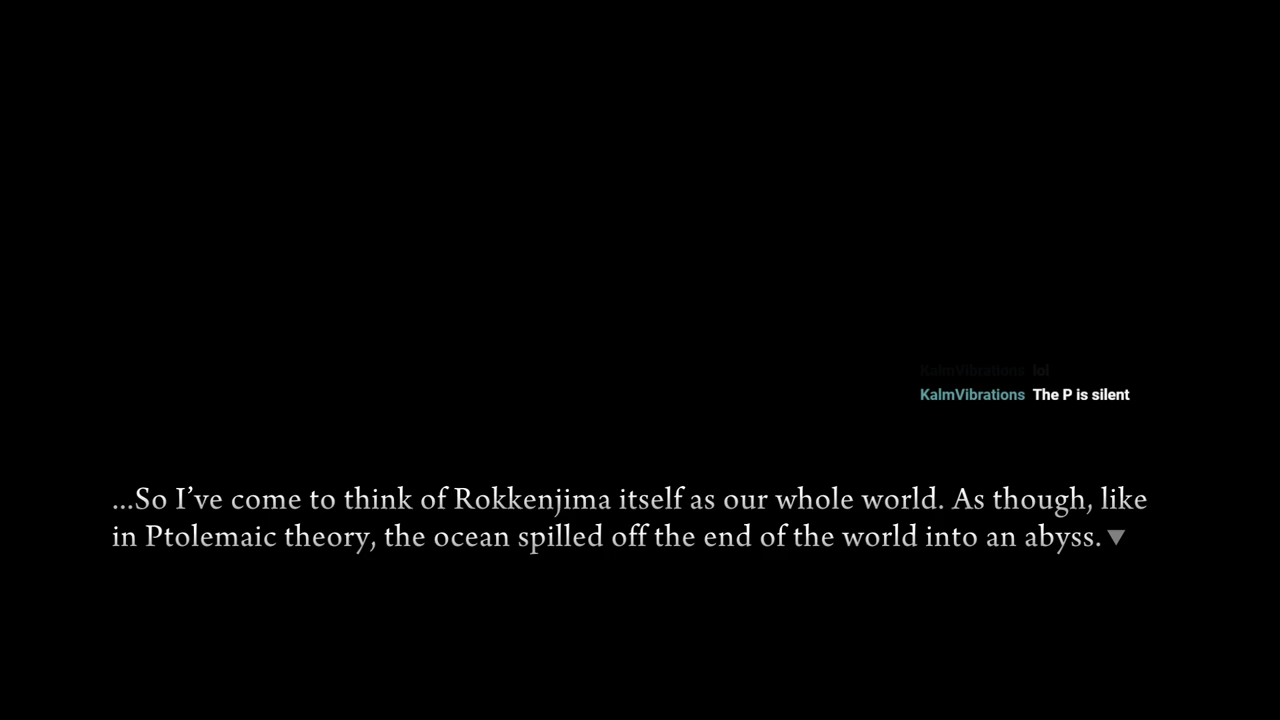 KalmVibrations lol
KalmVibrations The P is silent
...So I've come to think of Rokkenjima itself as our whole world. As though, like
in Ptolemaic theory, the ocean spilled off the end of the world into an abyss.▼